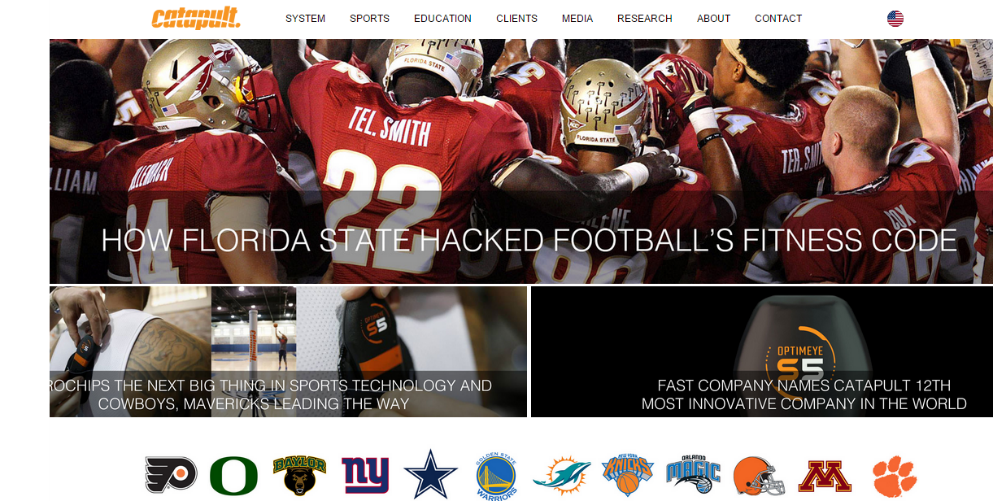 catapult.
SYSTEM SPORTS EDUCATION CLIENTS MEDIA RESEARCH ABOUT CONTACT
FLORIDA STATE
FLORIDA STATE
TEL. SMITH
22
HOW FLORIDA STATE HACKED FOOTBALL'S FITNESS CODE
COX
S5
OPTIMEYE
S5
ROCHIPS THE NEXT BIG THING IN SPORTS TECHNOLOGY AND
COWBOYS, MAVERICKS LEADING THE WAY
FAST COMPANY NAMES CATAPULT 12TH
MOST INNOVATIVE COMPANY IN THE WORLD
BAYLOR
ny
GOLDEN STATE
WARRIORS
NEW YORK
KNICKS
ORLANDO
MAGIC
M